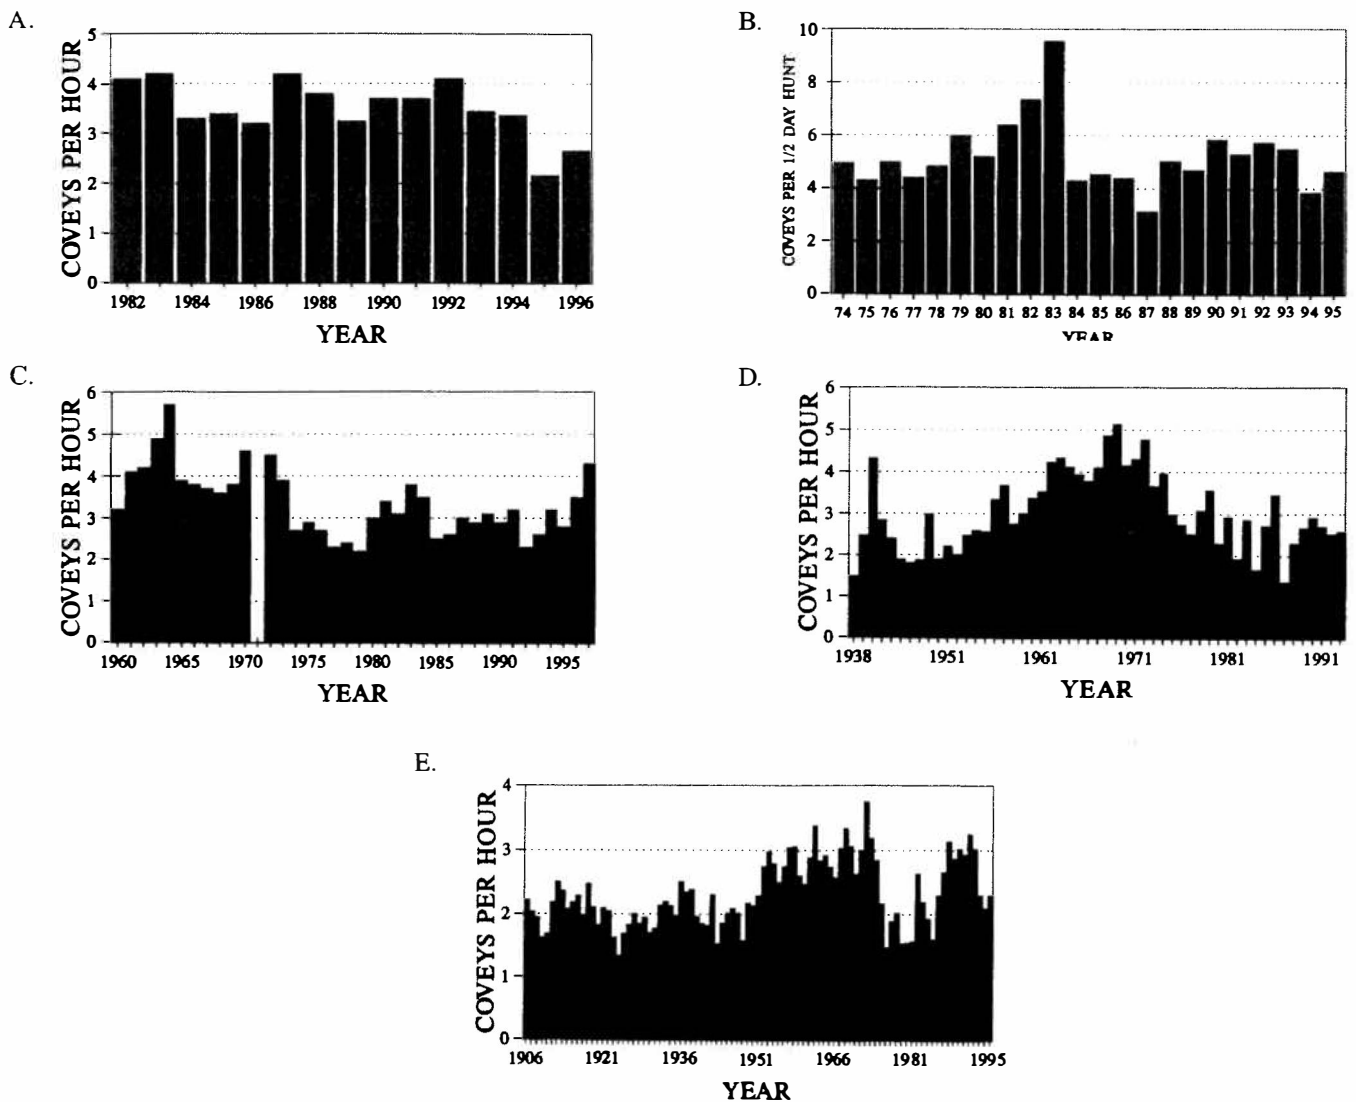 A.
COVEYS PER HOUR
5
4
3
2
1
0
1982 1984 1986 1988 1990 1992 1994 1996
YEAR
B.
COVEYS PER 1/2 DAY HUNT
10
8
6
4
2
0
74 75 76 77 78 79 80 81 82 83 84 85 86 87 88 89 90 91 92 93 94 95
YEAR
C.
COVEYS PER HOUR
6
5
4
3
2
1
0
1960 1965 1970 1975 1980 1985 1990 1995
YEAR
D.
COVEYS PER HOUR
6
5
4
3
2
1
0
1938 1951 1961 1971 1981 1991
YEAR
E.
COVEYS PER HOUR
4
3
2
1
0
1906 1921 1936 1951 1966 1981 1995
YEAR